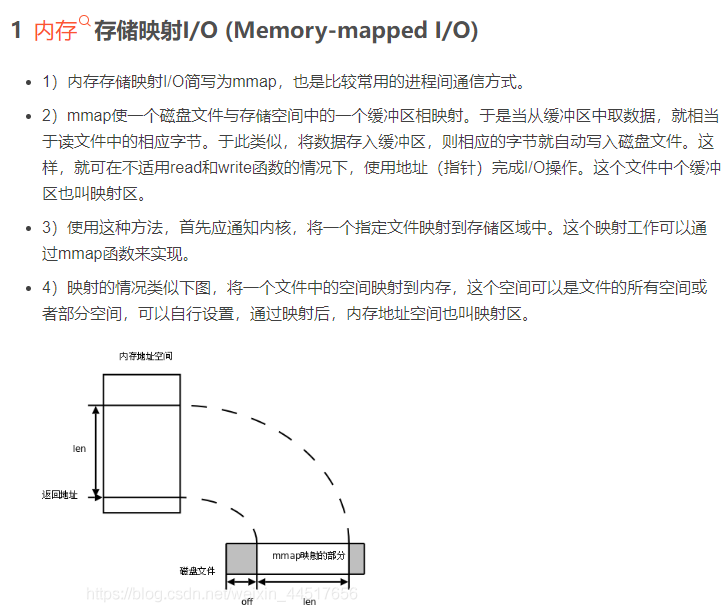 1 内存存储映射I/O (Memory-mapped I/O)
1）内存存储映射I/O简写为mmap，也是比较常用的进程间通信方式。
2）mmap使一个磁盘文件与存储空间中的一个缓冲区相映射。于是当从缓冲区中取数据，就相当
于读文件中的相应字节。于此类似，将数据存入缓冲区，则相应的字节就自动写入磁盘文件。这
样，就可在不适用read和write函数的情况下，使用地址（指针）完成I/O操作。这个文件中个缓冲
区也叫映射区。
3）使用这种方法，首先应通知内核，将一个指定文件映射到存储区域中。这个映射工作可以通
过mmap函数来实现。
4）映射的情况类似下图，将一个文件中的空间映射到内存，这个空间可以是文件的所有空间或
者部分空间，可以自行设置，通过映射后，内存地址空间也叫映射区。
内存地址空间
len
返回地址
mmap映射的部分
磁盘文件
off
len
https://blog.csdn.net/weixin_44517656